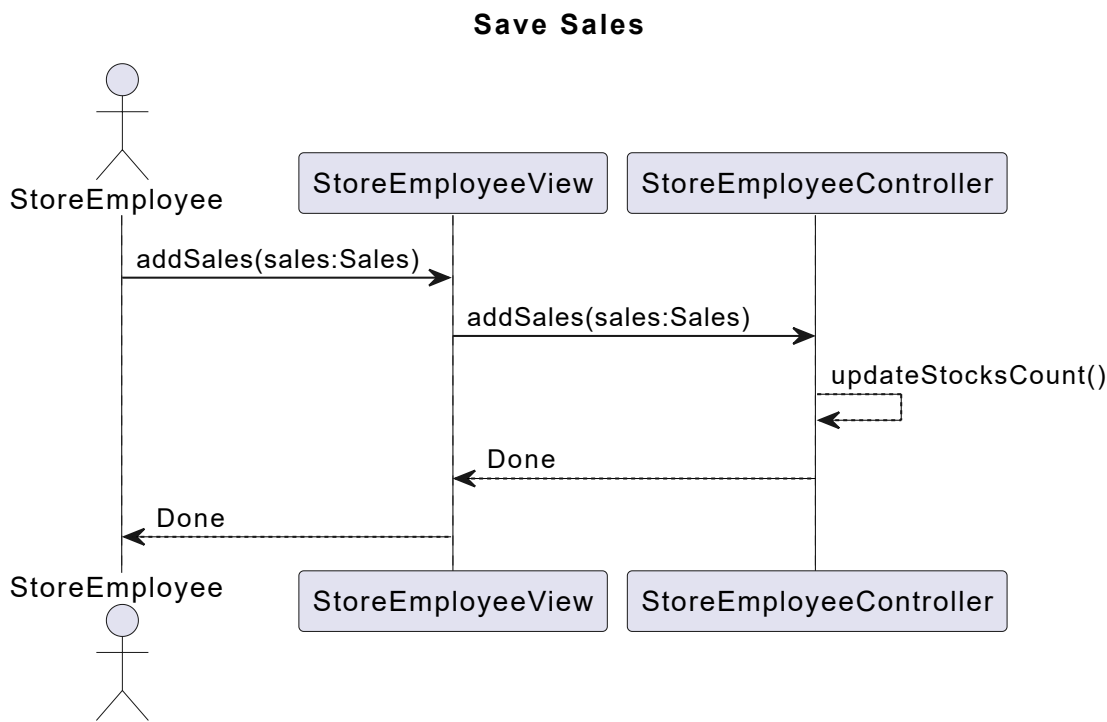 Save Sales
StoreEmployee
StoreEmployeeView
StoreEmployeeController
addSales(sales:Sales)
addSales(sales:Sales)
updateStocksCount()
Done
Done
StoreEmployee
StoreEmployeeView
StoreEmployeeController